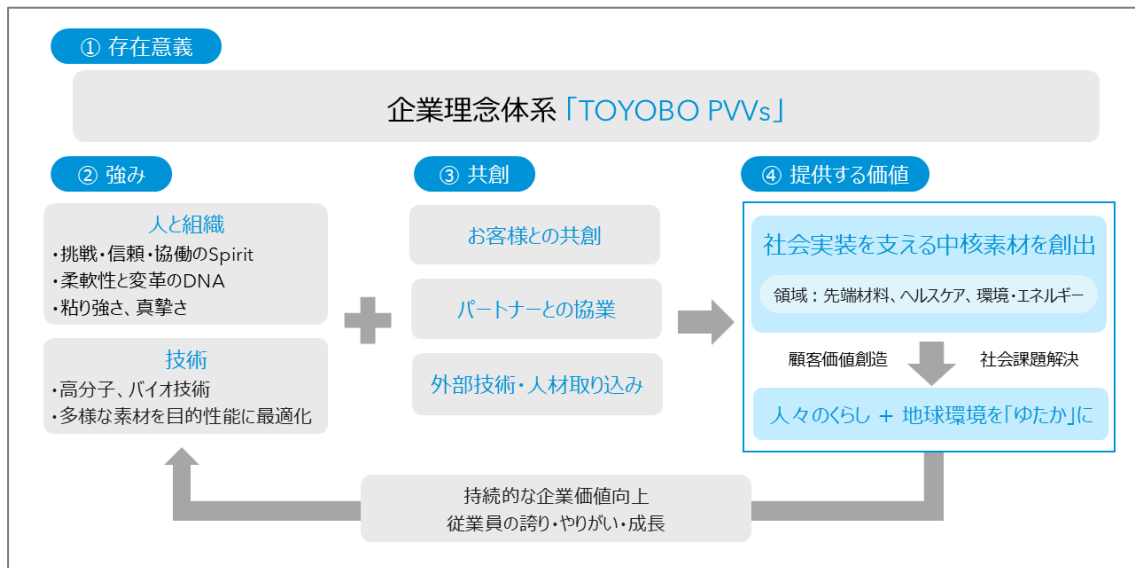 ① 存在意義
企業理念体系「TOYOBO PVVs」
② 強み
人と組織
・挑戦・信頼・協働のSpirit
・柔軟性と変革のDNA
・粘り強さ、真摯さ
技術
・高分子、バイオ技術
・多様な素材を目的性能に最適化
③ 共創
お客様との共創
パートナーとの協業
外部技術・人材取り込み
④ 提供する価値
社会実装を支える中核素材を創出
領域：先端材料、ヘルスケア、環境・エネルギー
顧客価値創造
社会課題解決
人々のくらし + 地球環境を「ゆたか」に
持続的な企業価値向上
従業員の誇り・やりがい・成長